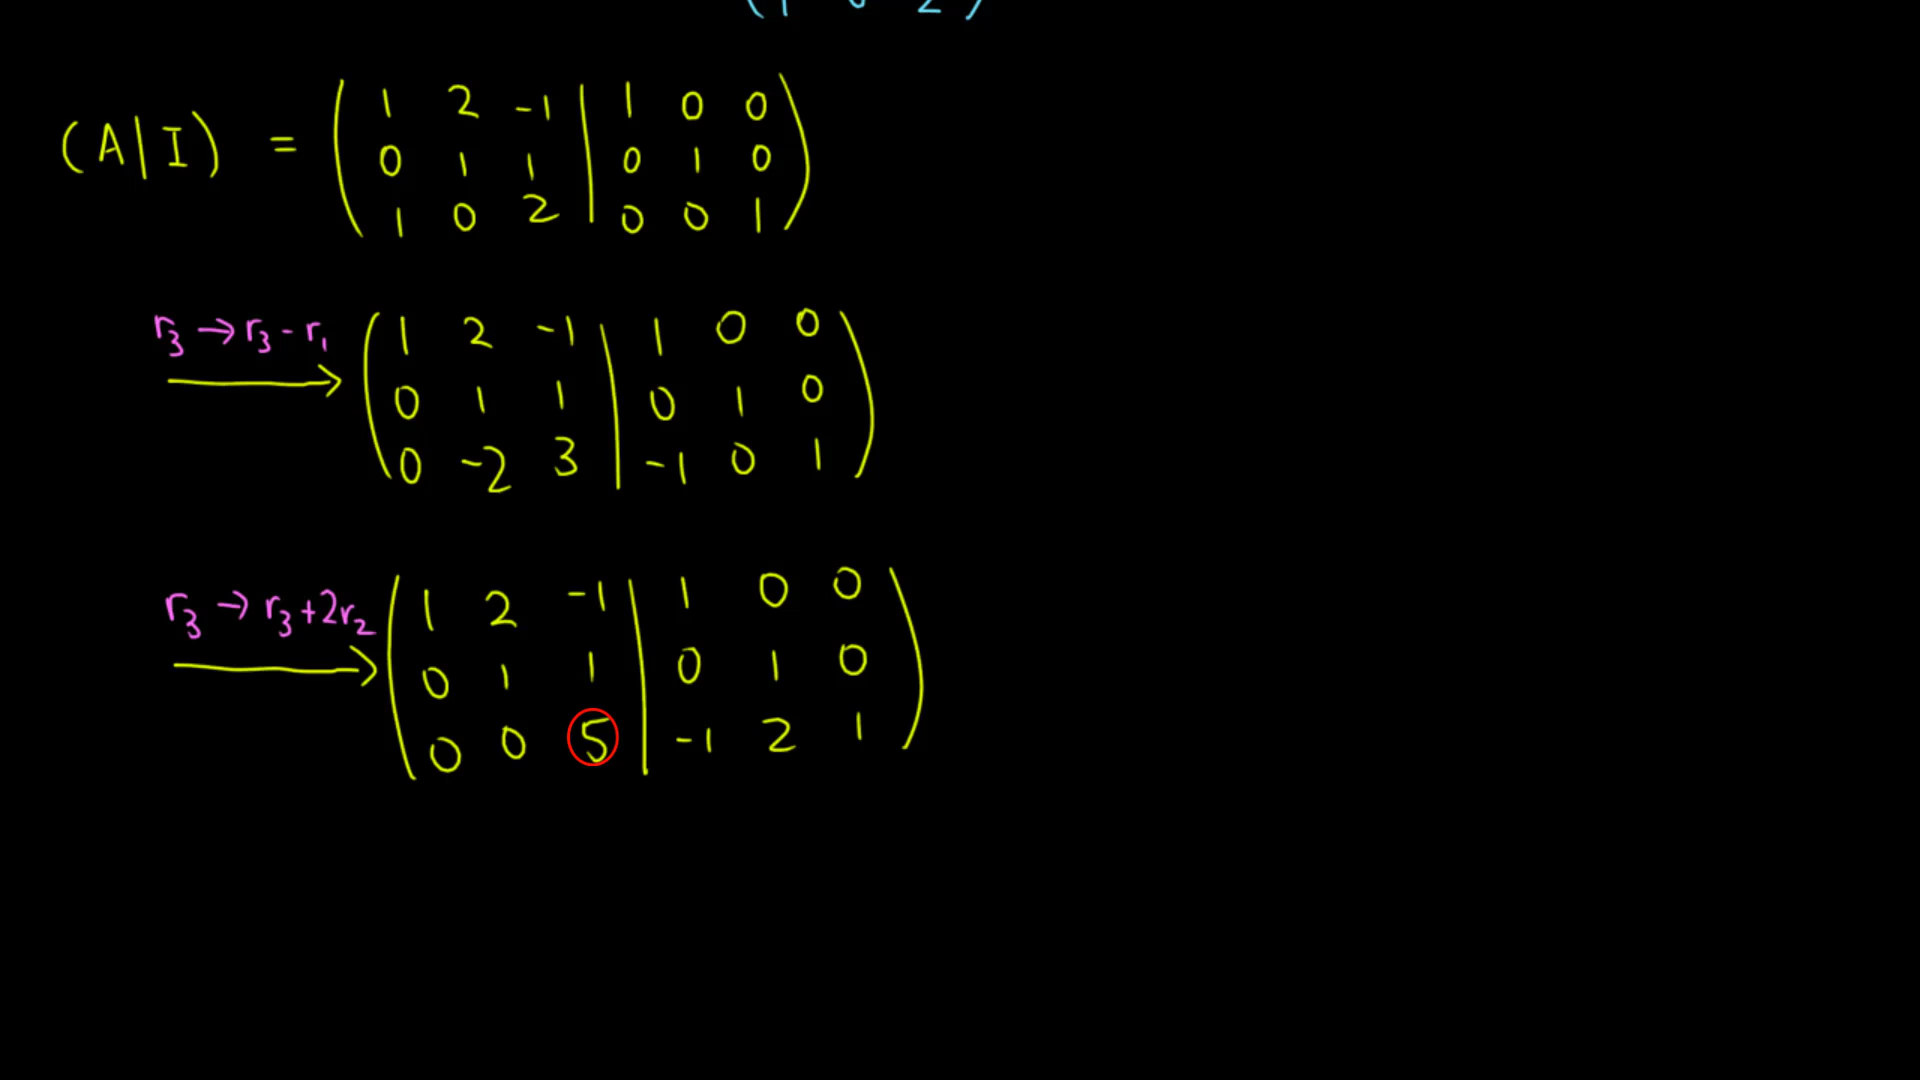 (1 0 2)
(A|I) = ( 1 2 -1 | 1 0 0 )
0 1 1 | 0 1 0
1 0 2 | 0 0 1
r₃ → r₃ - r₁ ( 1 2 -1 | 1 0 0 )
0 1 1 | 0 1 0
0 -2 3 | -1 0 1
r₃ → r₃+2r₂ ( 1 2 -1 | 1 0 0 )
0 1 1 | 0 1 0
0 0 5 | -1 2 1